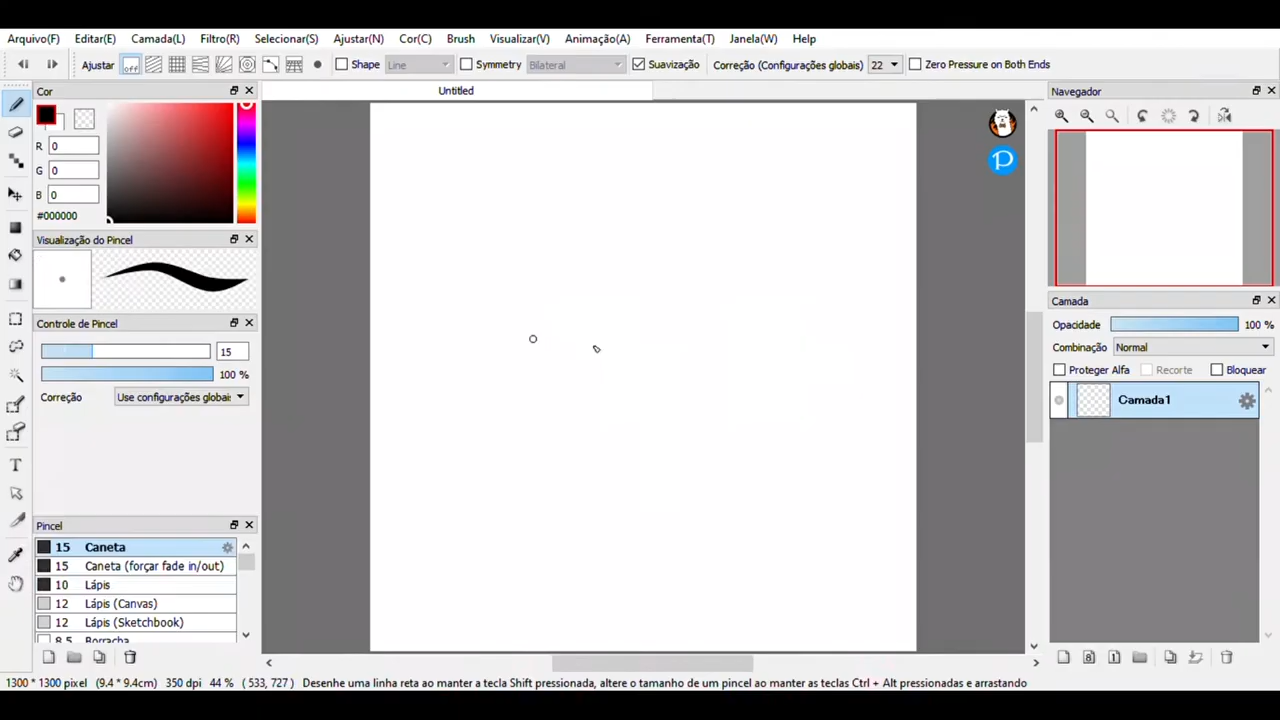 Arquivo(F) Editar(E) Camada(L) Filtro(R) Selecionar(S) Ajustar(N) Cor(C) Brush Visualizar(V) Animação(A) Ferramenta(T) Janela(W) Help
Ajustar off Shape Line Symmetry Bilateral Suavização Correção (Configurações globais) 22 Zero Pressure on Both Ends
Cor
R 0
G 0
B 0
#000000
Visualização do Pincel
Controle de Pincel
15
100 %
Correção Use configurações globai
Pincel
15 Caneta
15 Caneta (forçar fade in/out)
10 Lápis
12 Lápis (Canvas)
12 Lápis (Sketchbook)
8.5 Borracha
Untitled
Navegador
Camada
Opacidade 100 %
Combinação Normal
Proteger Alfa Recorte Bloquear
Camada1
1300 * 1300 pixel (9.4 * 9.4cm) 350 dpi 44 % ( 533, 727 ) Desenhe uma linha reta ao manter a tecla Shift pressionada, altere o tamanho de um pincel ao manter as teclas Ctrl + Alt pressionadas e arrastando